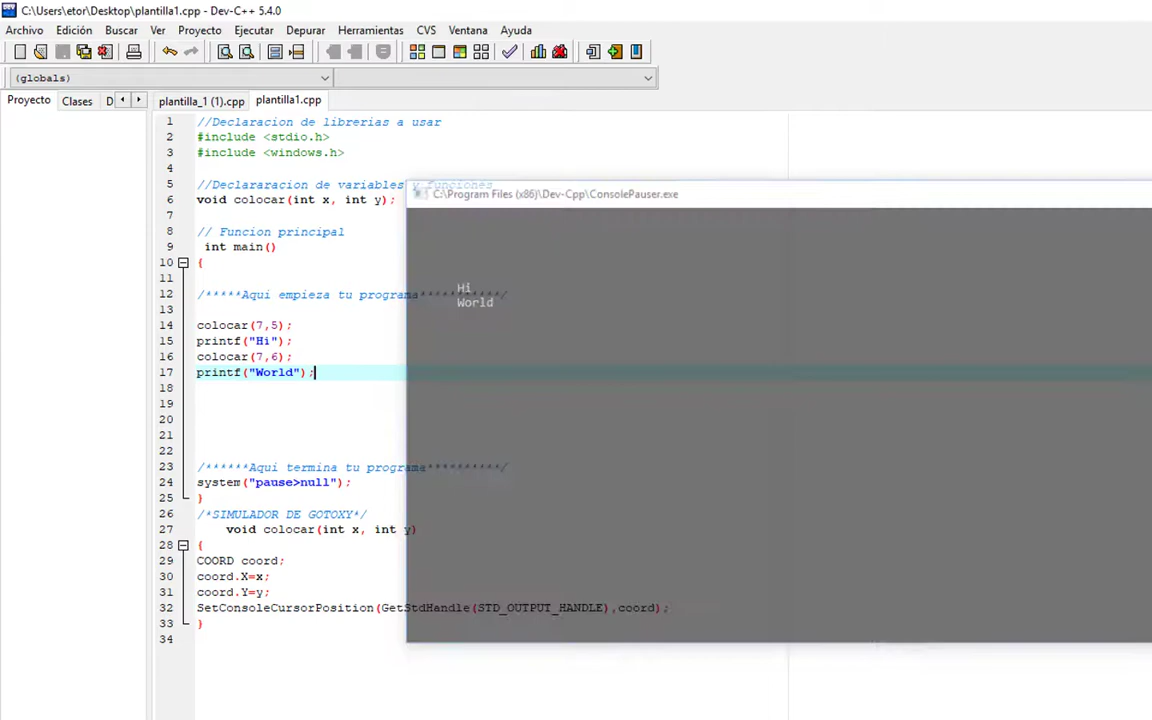 C:\Users\etor\Desktop\plantilla1.cpp - Dev-C++ 5.4.0
Archivo Edición Buscar Ver Proyecto Ejecutar Depurar Herramientas CVS Ventana Ayuda
(globals)
Proyecto Clases D plantilla_1 (1).cpp plantilla1.cpp
1 //Declaracion de librerias a usar
2 #include <stdio.h>
3 #include <windows.h>
4
5 //Declararacion de variables y funciones
C:\Program Files (x86)\Dev-Cpp\ConsolePauser.exe
6 void colocar(int x, int y);
7
8 // Funcion principal
9 int main()
10 {
11
Hi
12 /*****Aqui empieza tu programa**********/
World
13
14 colocar(7,5);
15 printf("Hi");
16 colocar(7,6);
17 printf("World");
18
19
20
21
22
23 /******Aqui termina tu programa**********/
24 system("pause>null");
25 }
26 /*SIMULADOR DE GOTOXY*/
27 void colocar(int x, int y)
28 {
29 COORD coord;
30 coord.X=x;
31 coord.Y=y;
32 SetConsoleCursorPosition(GetStdHandle(STD_OUTPUT_HANDLE),coord);
33 }
34